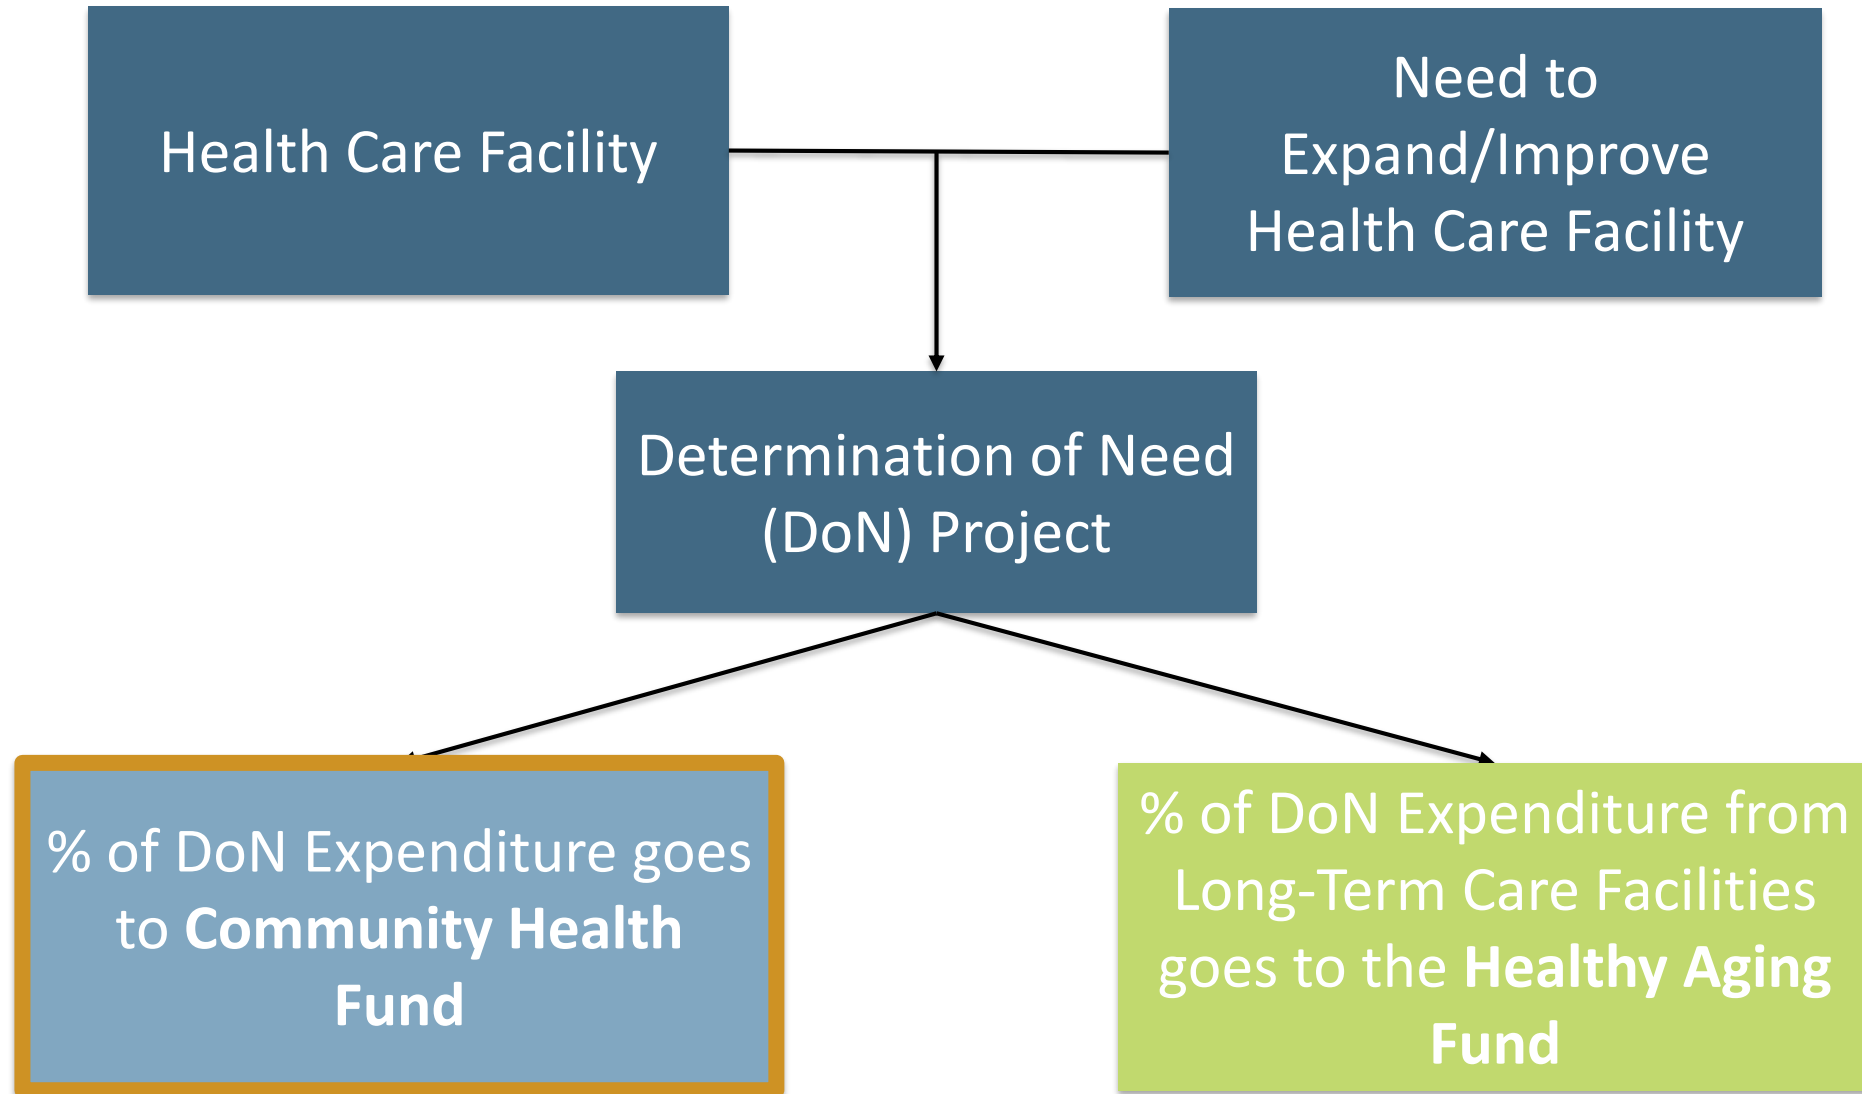 Health Care Facility
Need to
Expand/Improve
Health Care Facility
Determination of Need
(DoN) Project
% of DoN Expenditure goes
to Community Health
Fund
% of DoN Expenditure from
Long-Term Care Facilities
goes to the Healthy Aging
Fund